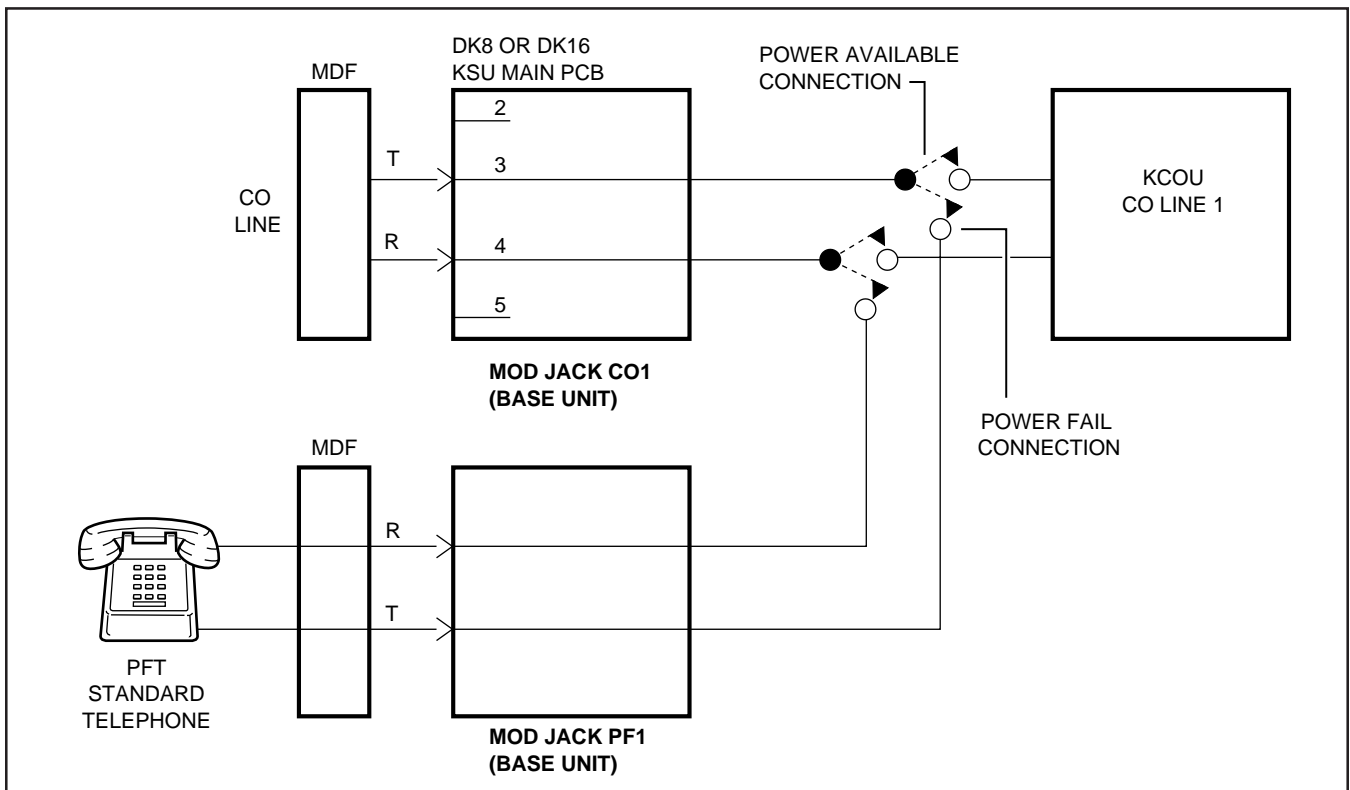 DK8 OR DK16
KSU MAIN PCB
MDF
POWER AVAILABLE
CONNECTION
2
T
3
CO
LINE
KCOU
CO LINE 1
R
4
5
MOD JACK CO1
(BASE UNIT)
POWER FAIL
CONNECTION
MDF
R
T
PFT
STANDARD
TELEPHONE
MOD JACK PF1
(BASE UNIT)